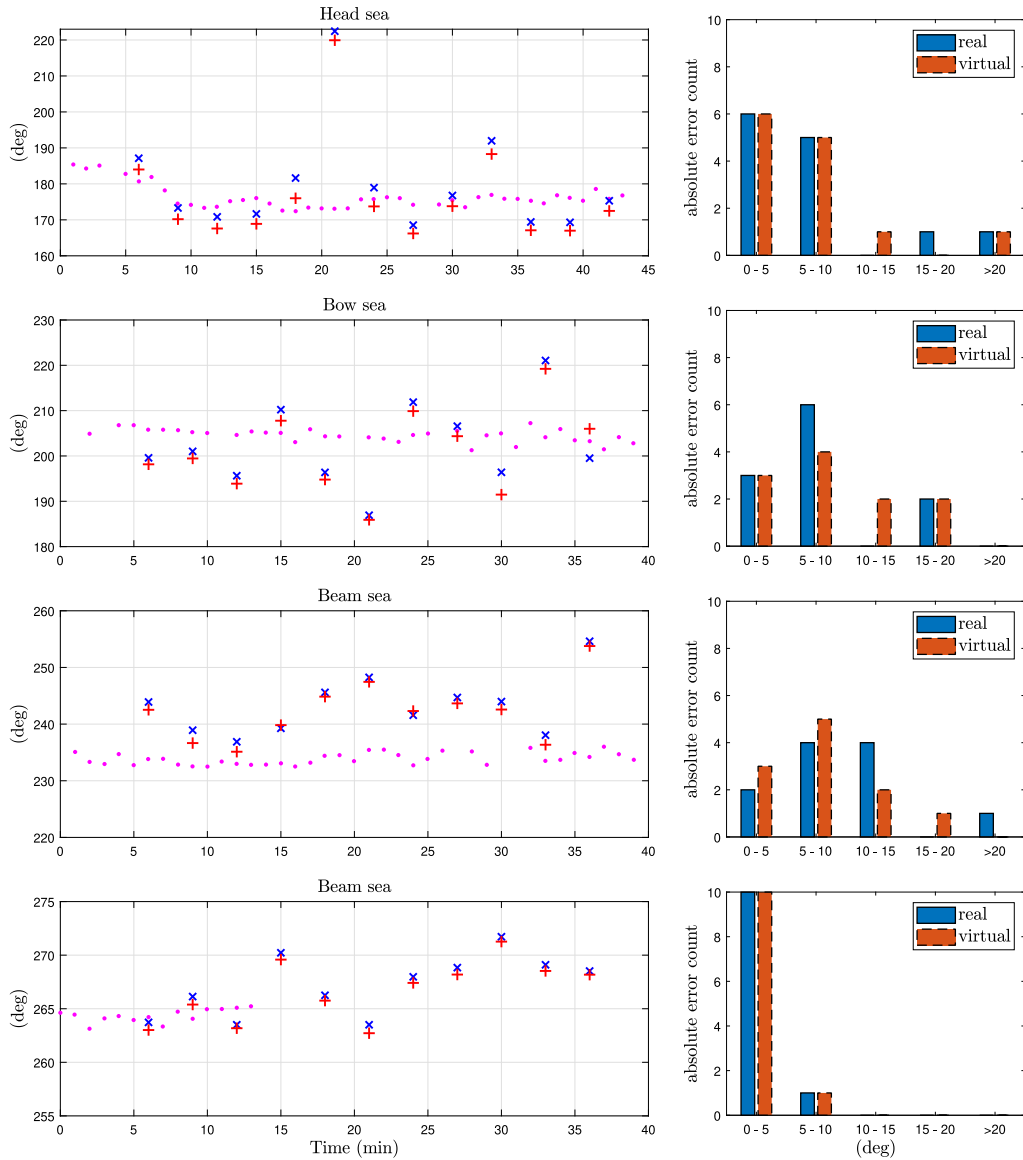 Head sea
(deg)
220
210
200
190
180
170
160
0 5 10 15 20 25 30 35 40 45
absolute error count
10
8
6
4
2
0
0 - 5 5 - 10 10 - 15 15 - 20 >20
real
virtual
Bow sea
(deg)
230
220
210
200
190
180
0 5 10 15 20 25 30 35 40
absolute error count
10
8
6
4
2
0
0 - 5 5 - 10 10 - 15 15 - 20 >20
real
virtual
Beam sea
(deg)
260
250
240
230
220
0 5 10 15 20 25 30 35 40
absolute error count
10
8
6
4
2
0
0 - 5 5 - 10 10 - 15 15 - 20 >20
real
virtual
Beam sea
(deg)
275
270
265
260
255
0 5 10 15 20 25 30 35 40
Time (min)
absolute error count
10
8
6
4
2
0
0 - 5 5 - 10 10 - 15 15 - 20 >20
(deg)
real
virtual